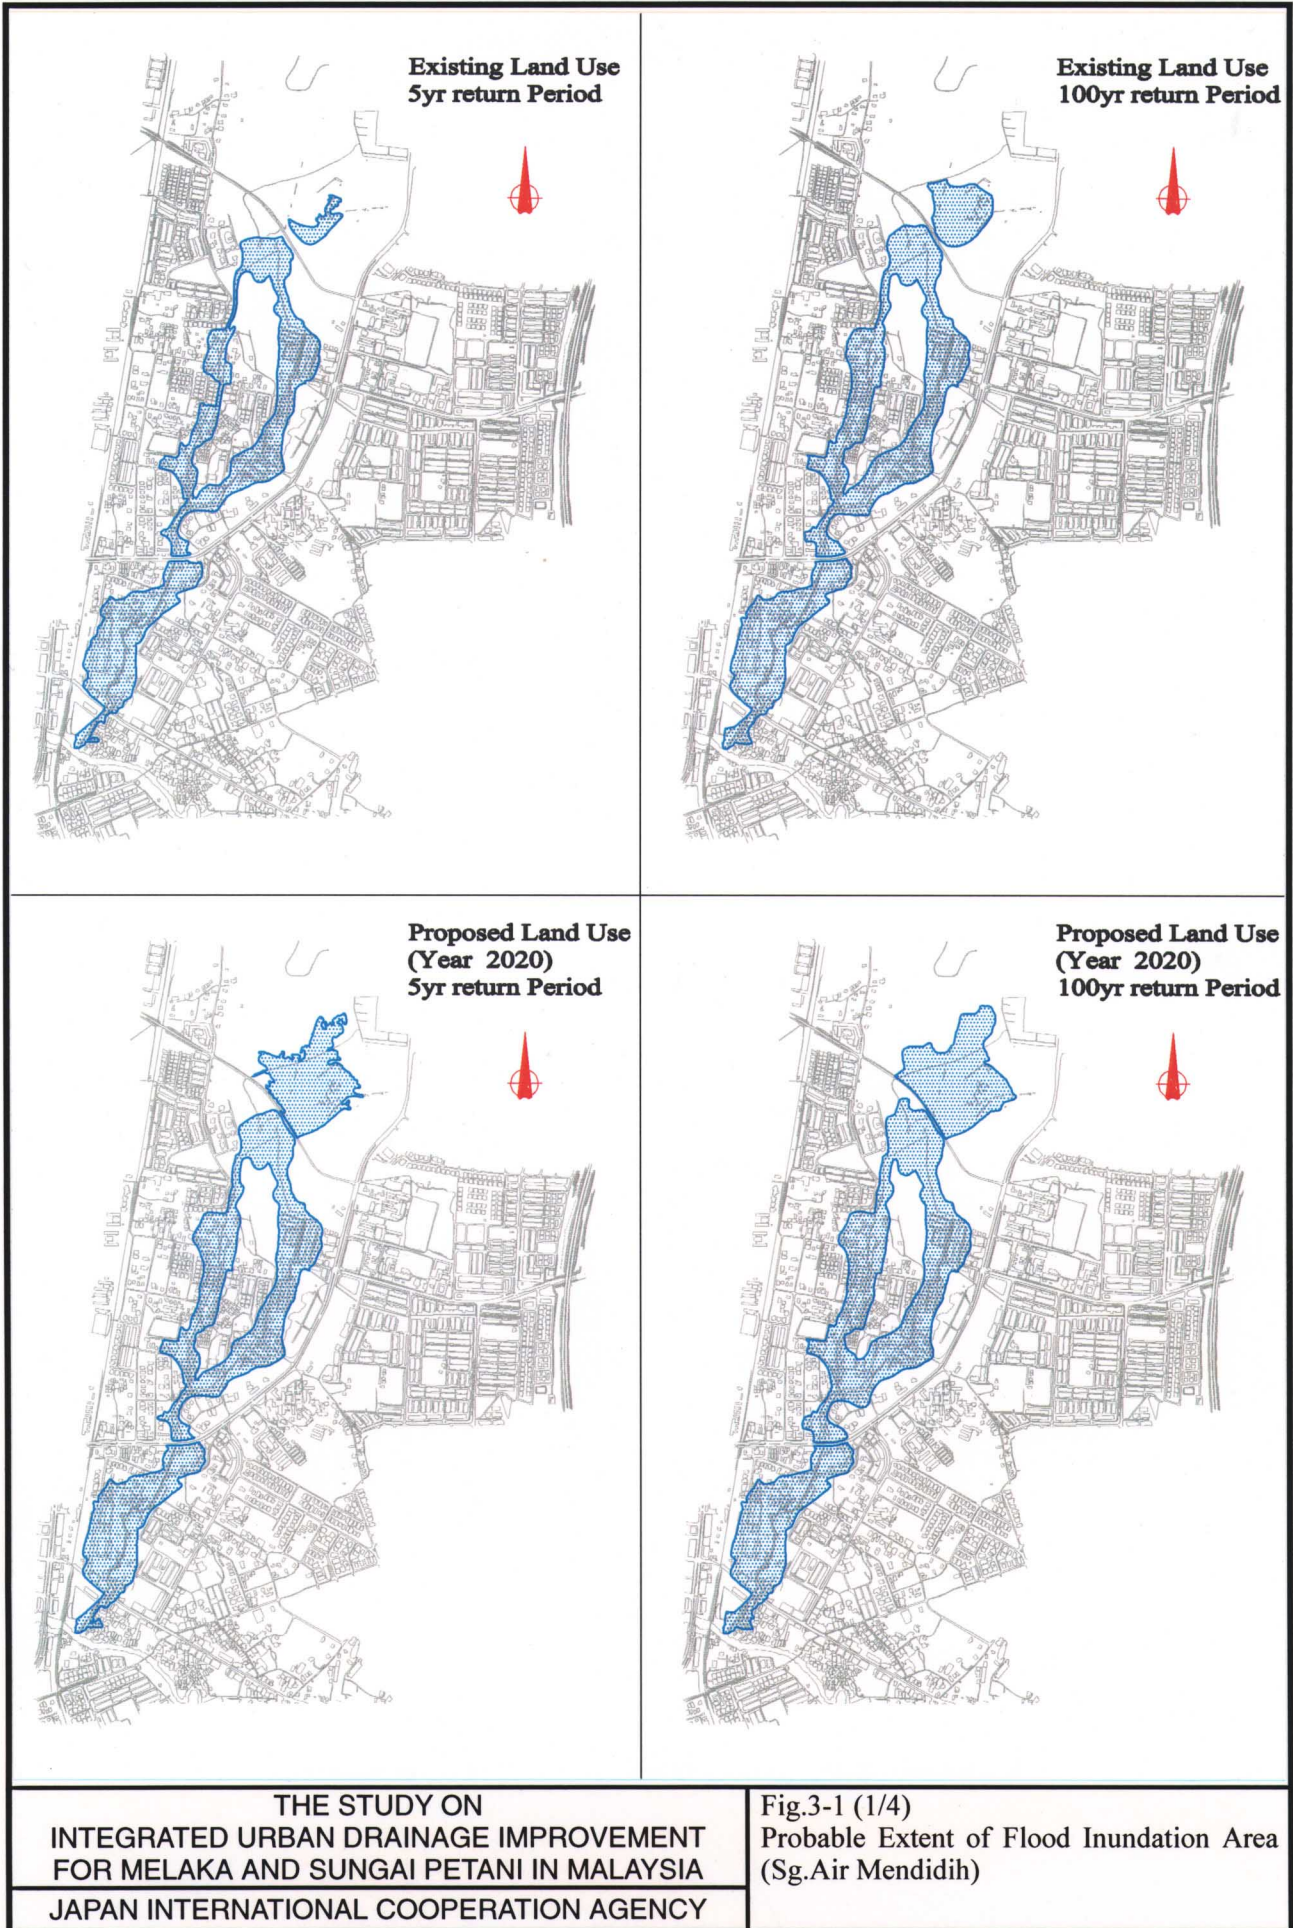 Existing Land Use
5yr return Period
Existing Land Use
100yr return Period
Proposed Land Use
(Year 2020)
5yr return Period
Proposed Land Use
(Year 2020)
100yr return Period
THE STUDY ON
INTEGRATED URBAN DRAINAGE IMPROVEMENT
FOR MELAKA AND SUNGAI PETANI IN MALAYSIA
JAPAN INTERNATIONAL COOPERATION AGENCY
Fig.3-1 (1/4)
Probable Extent of Flood Inundation Area
(Sg.Air Mendidih)